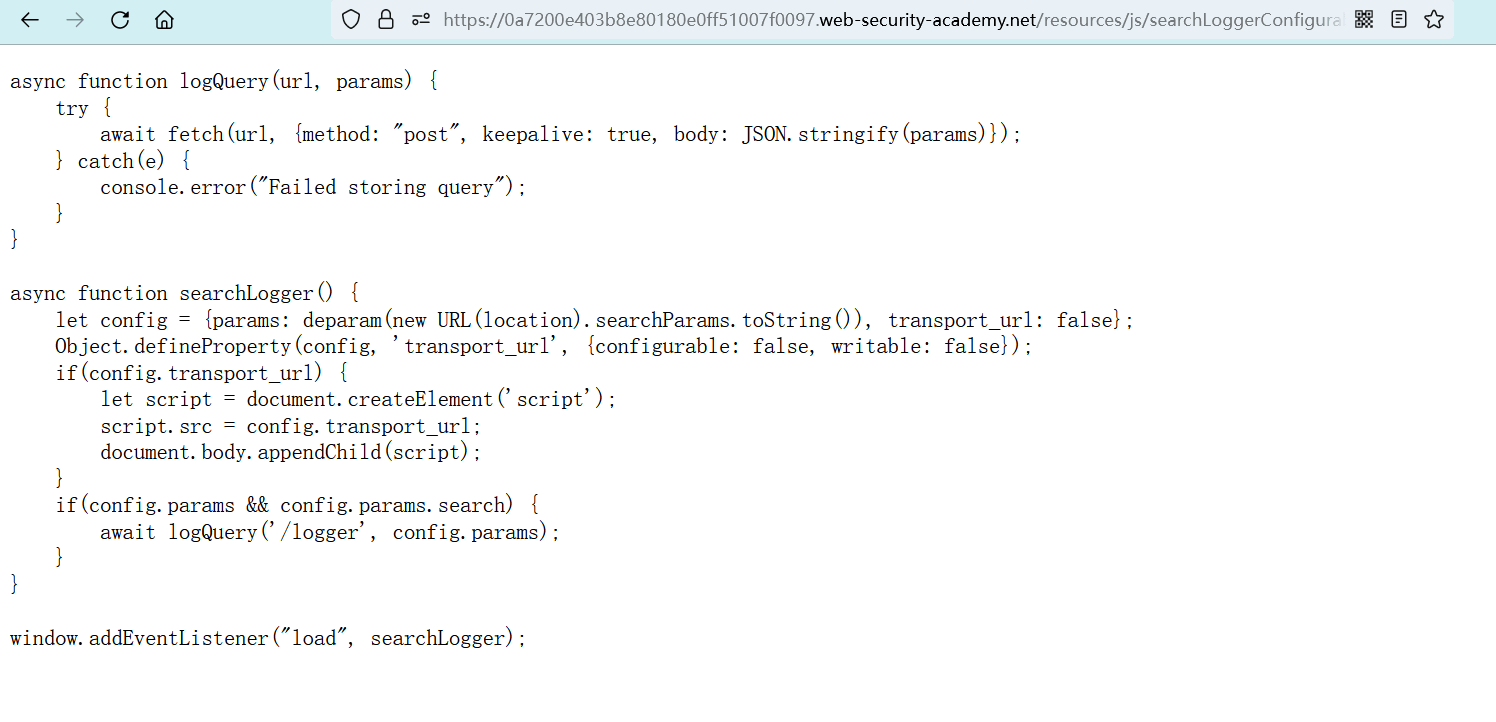 https://0a7200e403b8e80180e0ff51007f0097.web-security-academy.net/resources/js/searchLoggerConfigura
async function logQuery(url, params) {
    try {
        await fetch(url, {method: "post", keepalive: true, body: JSON.stringify(params)});
    } catch(e) {
        console.error("Failed storing query");
    }
}

async function searchLogger() {
    let config = {params: deparam(new URL(location).searchParams.toString()), transport_url: false};
    Object.defineProperty(config, 'transport_url', {configurable: false, writable: false});
    if(config.transport_url) {
        let script = document.createElement('script');
        script.src = config.transport_url;
        document.body.appendChild(script);
    }
    if(config.params && config.params.search) {
        await logQuery('/logger', config.params);
    }
}

window.addEventListener("load", searchLogger);